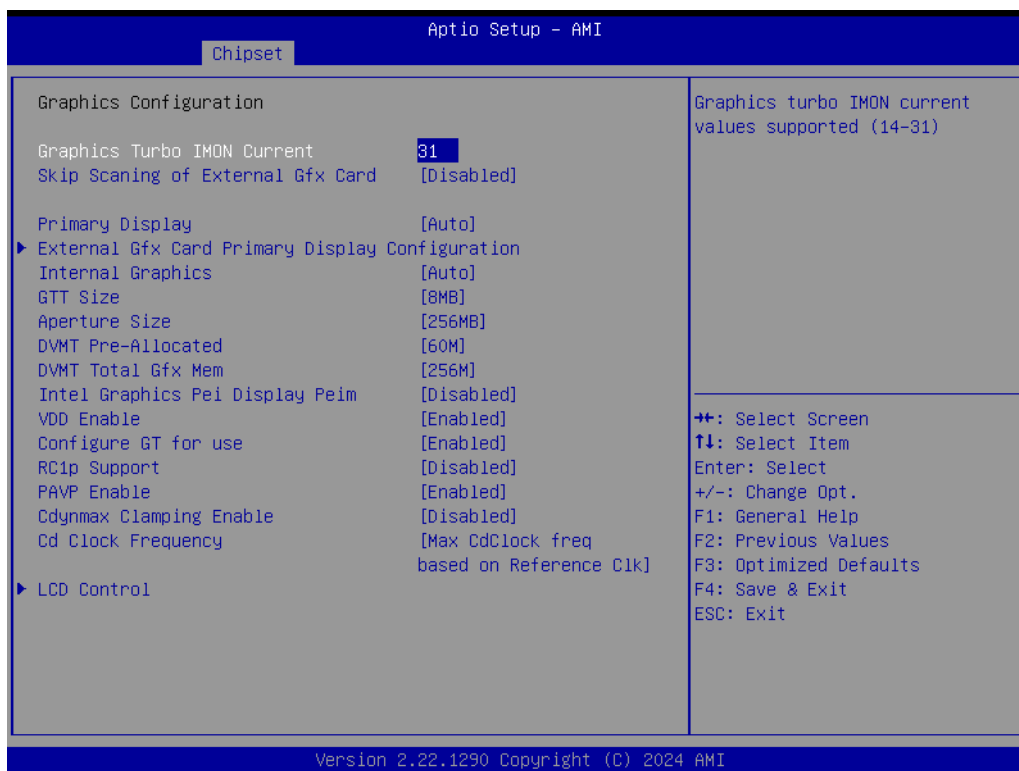 Aptio Setup – AMI
Chipset
Graphics Configuration
Graphics Turbo IMON Current 31
Skip Scaning of External Gfx Card [Disabled]
Primary Display [Auto]
External Gfx Card Primary Display Configuration
Internal Graphics [Auto]
GTT Size [8MB]
Aperture Size [256MB]
DVMT Pre-Allocated [60M]
DVMT Total Gfx Mem [256M]
Intel Graphics Pei Display Peim [Disabled]
VDD Enable [Enabled]
Configure GT for use [Enabled]
RC1p Support [Disabled]
PAVP Enable [Enabled]
Cdynmax Clamping Enable [Disabled]
Cd Clock Frequency [Max CdClock freq
based on Reference Clk]
LCD Control
Graphics turbo IMON current
values supported (14-31)
→←: Select Screen
↑↓: Select Item
Enter: Select
+/-: Change Opt.
F1: General Help
F2: Previous Values
F3: Optimized Defaults
F4: Save & Exit
ESC: Exit
Version 2.22.1290 Copyright (C) 2024 AMI